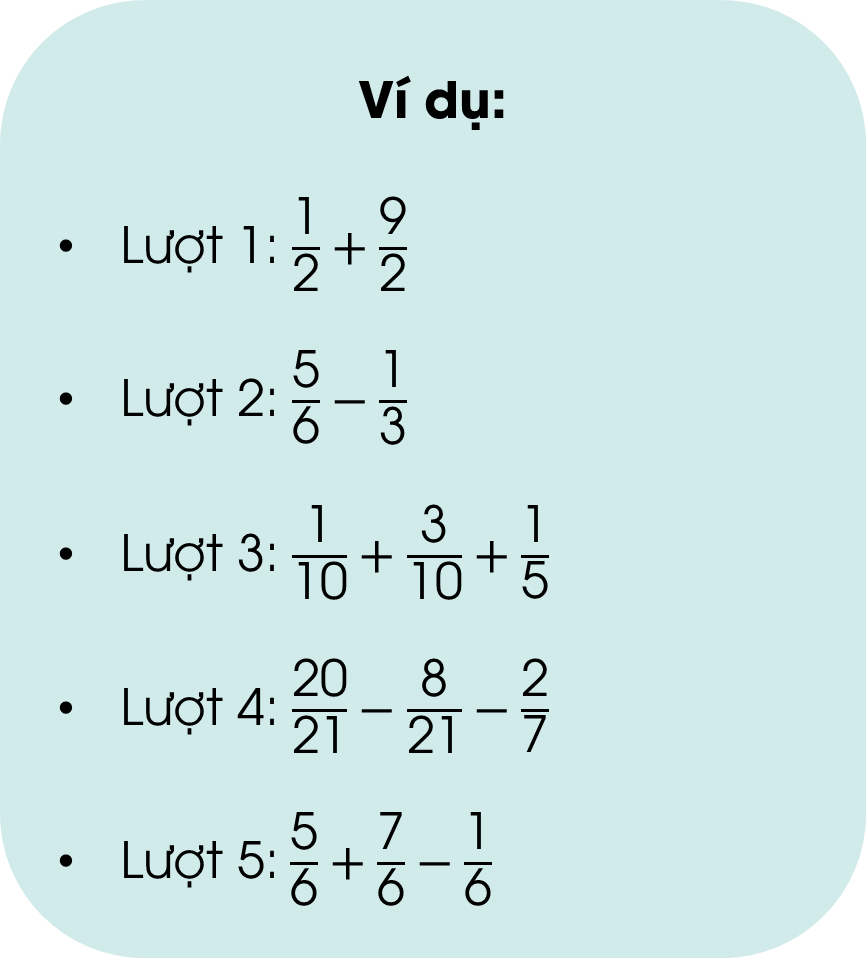 Ví dụ:
• Lượt 1: 1/2 + 9/2
• Lượt 2: 5/6 − 1/3
• Lượt 3: 1/10 + 3/10 + 1/5
• Lượt 4: 20/21 − 8/21 − 2/7
• Lượt 5: 5/6 + 7/6 − 1/6